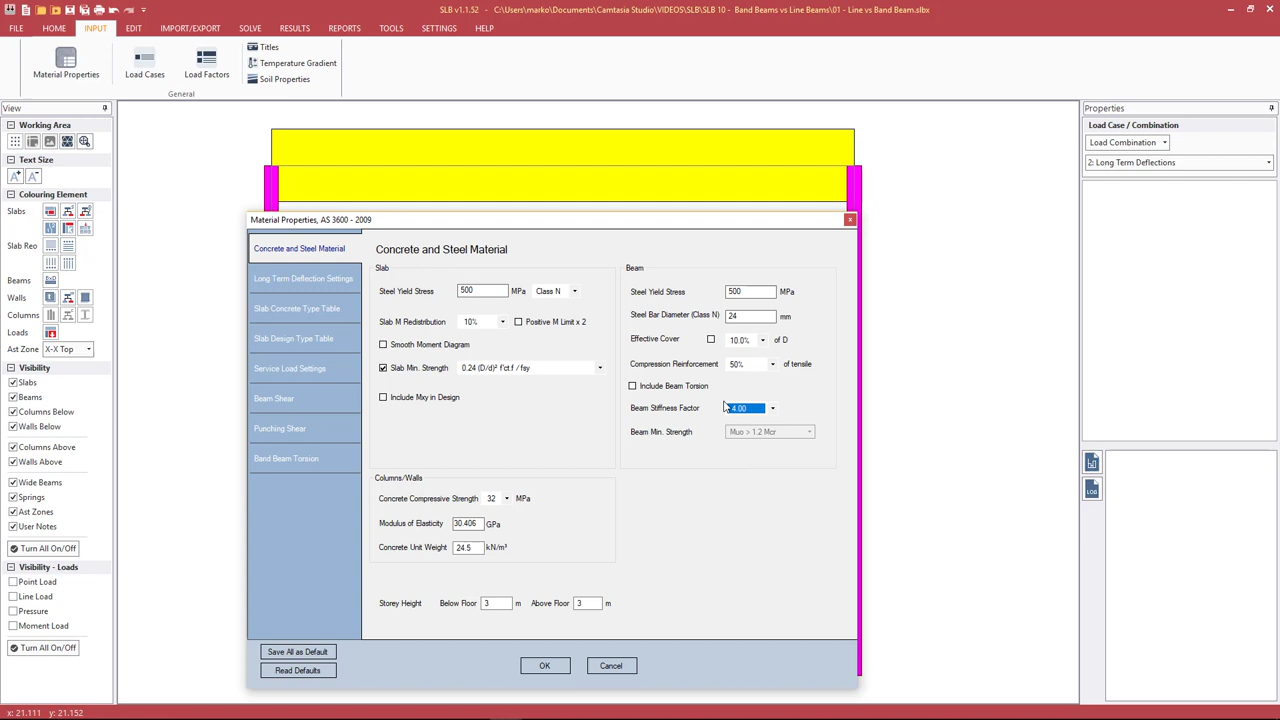 SLB v1.1.52 - C:\Users\marko\Documents\Camtasia Studio\VIDEOS\SLB\SLB 10 - Band Beams vs Line Beams\01 - Line vs Band Beam.slbx
FILE HOME INPUT EDIT IMPORT/EXPORT SOLVE RESULTS REPORTS TOOLS SETTINGS HELP
Material Properties
Load Cases
Load Factors
Titles
Temperature Gradient
Soil Properties
General
View
Working Area
Text Size
Colouring Element
Slabs
Slab Reo
Beams
Walls
Columns
Loads
Ast Zone X-X Top
Visibility
Slabs
Beams
Columns Below
Walls Below
Columns Above
Walls Above
Wide Beams
Springs
Ast Zones
User Notes
Turn All On/Off
Visibility - Loads
Point Load
Line Load
Pressure
Moment Load
Turn All On/Off
Material Properties, AS 3600 - 2009
Concrete and Steel Material
Long Term Deflection Settings
Slab Concrete Type Table
Slab Design Type Table
Service Load Settings
Beam Shear
Punching Shear
Band Beam Torsion
Save All as Default
Read Defaults
Concrete and Steel Material
Slab
Steel Yield Stress 500 MPa Class N
Slab M Redistribution 10% Positive M Limit x 2
Smooth Moment Diagram
Slab Min. Strength 0.24 (D/d)² f'ct.f / fsy
Include Mxy in Design
Beam
Steel Yield Stress 500 MPa
Steel Bar Diameter (Class N) 24 mm
Effective Cover 10.0% of D
Compression Reinforcement 50% of tensile
Include Beam Torsion
Beam Stiffness Factor 4.00
Beam Min. Strength Muo > 1.2 Mcr
Columns/Walls
Concrete Compressive Strength 32 MPa
Modulus of Elasticity 30.406 GPa
Concrete Unit Weight 24.5 kN/m³
Storey Height Below Floor 3 m Above Floor 3 m
OK Cancel
Properties
Load Case / Combination
Load Combination
2: Long Term Deflections
LOG
x: 21.111 y: 21.152